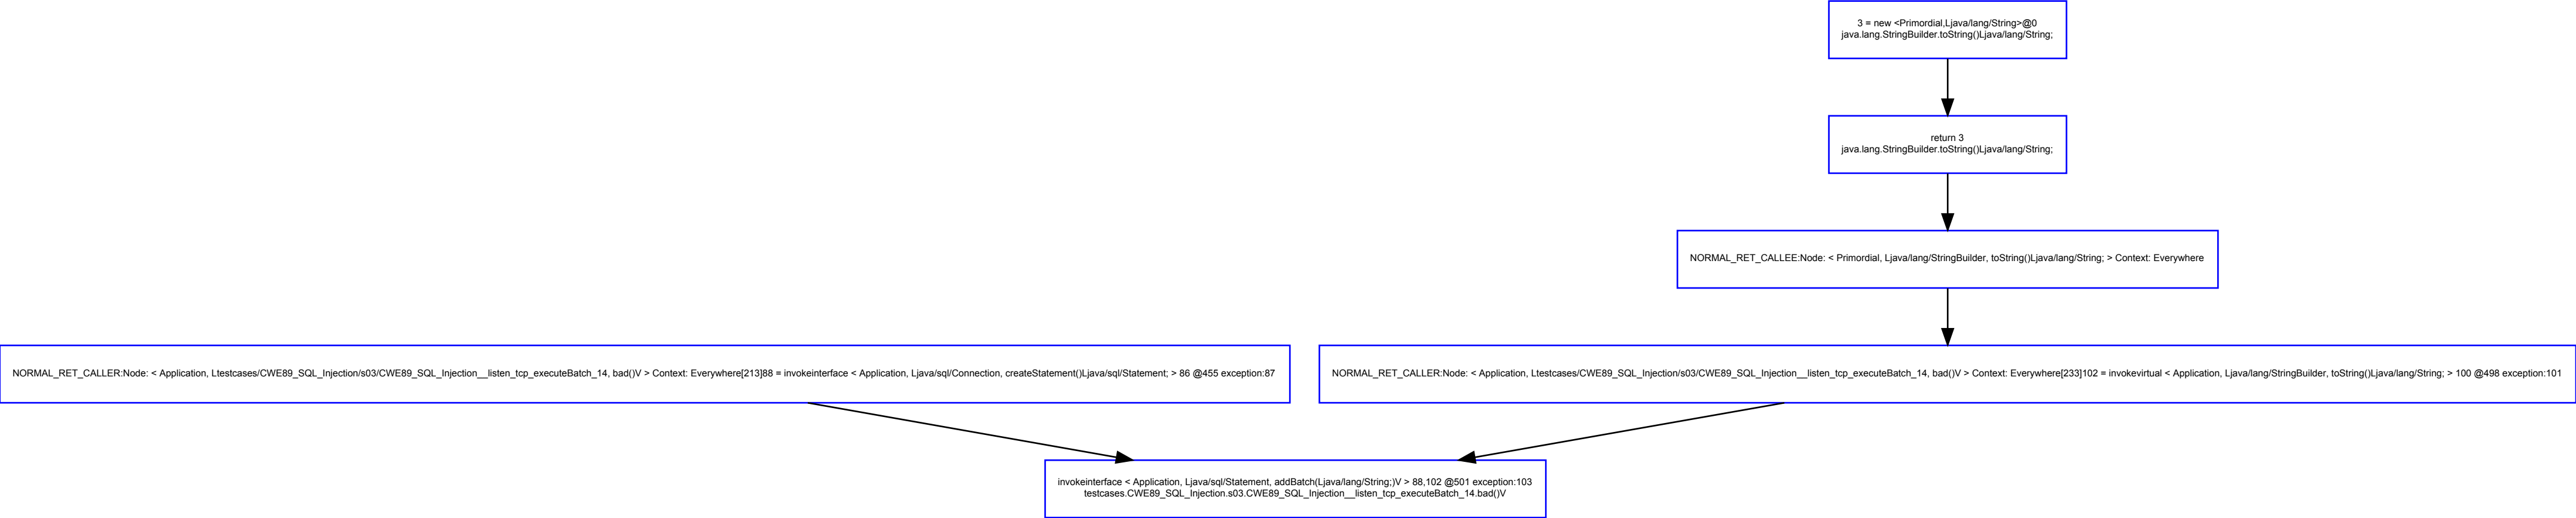 3 = new <Primordial,Ljava/lang/String>@0
java.lang.StringBuilder.toString()Ljava/lang/String;
return 3
java.lang.StringBuilder.toString()Ljava/lang/String;
NORMAL_RET_CALLEE:Node: < Primordial, Ljava/lang/StringBuilder, toString()Ljava/lang/String; > Context: Everywhere
NORMAL_RET_CALLER:Node: < Application, Ltestcases/CWE89_SQL_Injection/s03/CWE89_SQL_Injection__listen_tcp_executeBatch_14, bad()V > Context: Everywhere[213]88 = invokeinterface < Application, Ljava/sql/Connection, createStatement()Ljava/sql/Statement; > 86 @455 exception:87
NORMAL_RET_CALLER:Node: < Application, Ltestcases/CWE89_SQL_Injection/s03/CWE89_SQL_Injection__listen_tcp_executeBatch_14, bad()V > Context: Everywhere[233]102 = invokevirtual < Application, Ljava/lang/StringBuilder, toString()Ljava/lang/String; > 100 @498 exception:101
invokeinterface < Application, Ljava/sql/Statement, addBatch(Ljava/lang/String;)V > 88,102 @501 exception:103
testcases.CWE89_SQL_Injection.s03.CWE89_SQL_Injection__listen_tcp_executeBatch_14.bad()V